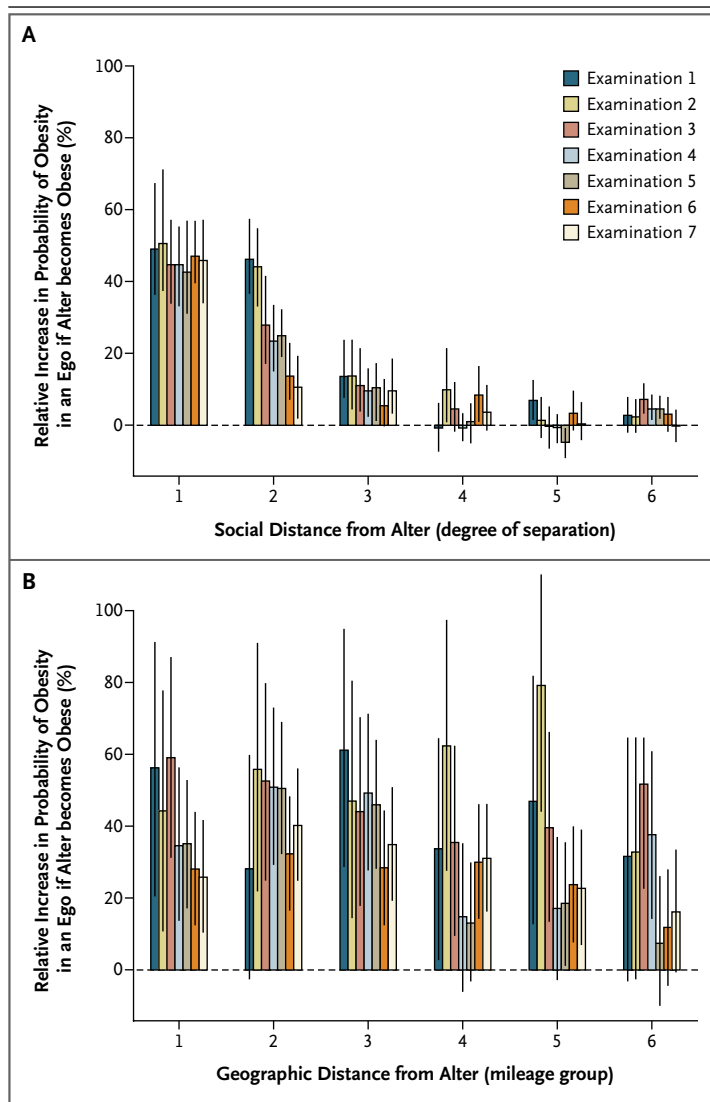 A
Relative Increase in Probability of Obesity
in an Ego if Alter becomes Obese (%)
100
80
60
40
20
0
Examination 1
Examination 2
Examination 3
Examination 4
Examination 5
Examination 6
Examination 7
1 2 3 4 5 6
Social Distance from Alter (degree of separation)
B
Relative Increase in Probability of Obesity
in an Ego if Alter becomes Obese (%)
100
80
60
40
20
0
1 2 3 4 5 6
Geographic Distance from Alter (mileage group)